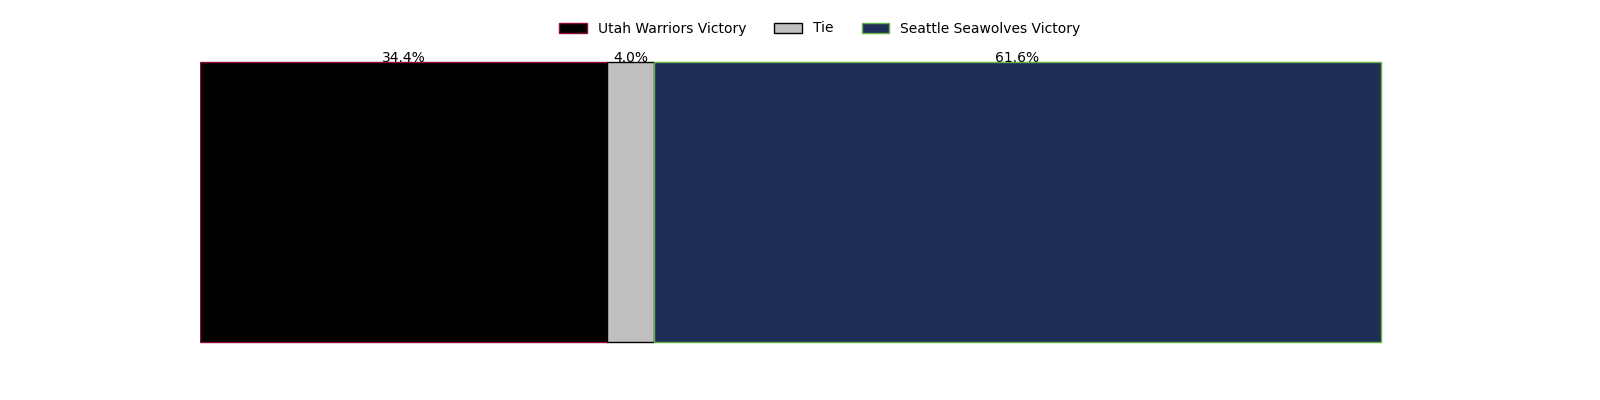 Utah Warriors Victory Tie Seattle Seawolves Victory
34.4% 4.0% 61.6%